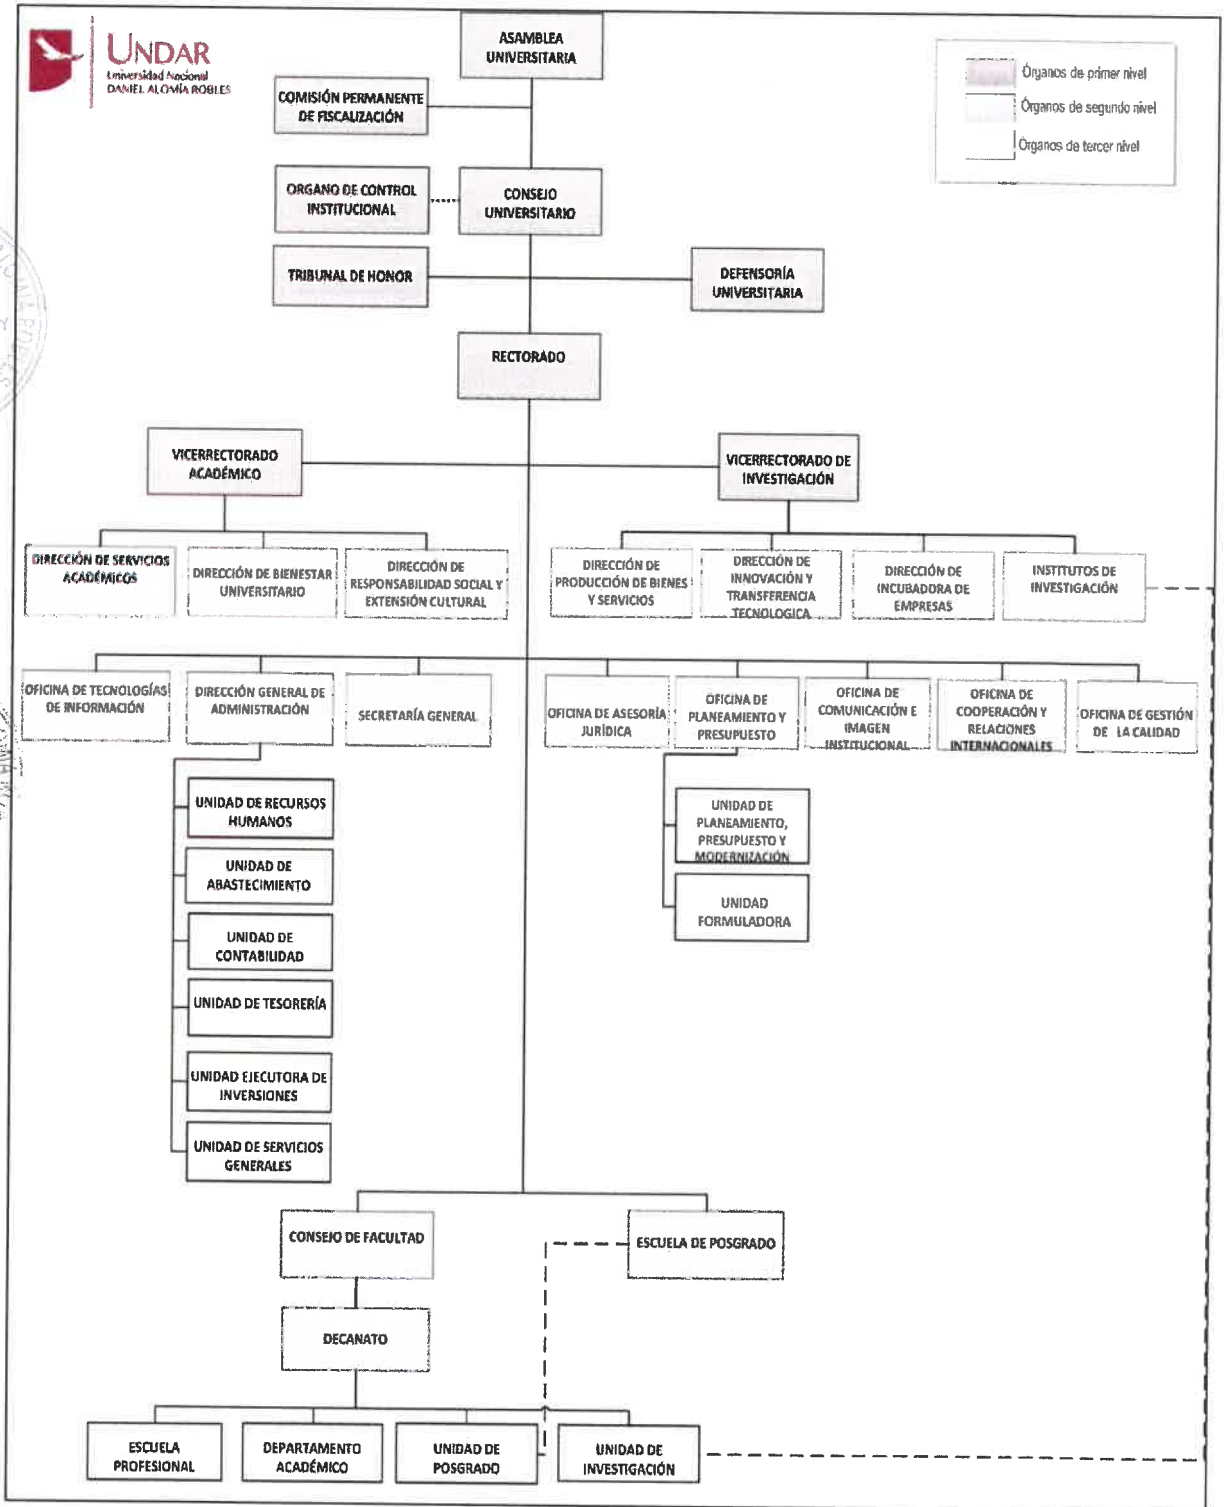 UNDAR
Universidad Nacional
DANIEL ALOMÍA ROBLES
ASAMBLEA
UNIVERSITARIA
Órganos de primer nivel
Órganos de segundo nivel
Órganos de tercer nivel
COMISIÓN PERMANENTE
DE FISCALIZACIÓN
ORGANO DE CONTROL
INSTITUCIONAL
CONSEJO
UNIVERSITARIO
TRIBUNAL DE HONOR
DEFENSORÍA
UNIVERSITARIA
RECTORADO
VICERRECTORADO
ACADÉMICO
VICERRECTORADO DE
INVESTIGACIÓN
DIRECCIÓN DE SERVICIOS
ACADÉMICOS
DIRECCIÓN DE BIENESTAR
UNIVERSITARIO
DIRECCIÓN DE
RESPONSABILIDAD SOCIAL Y
EXTENSIÓN CULTURAL
DIRECCIÓN DE
PRODUCCIÓN DE BIENES
Y SERVICIOS
DIRECCIÓN DE
INNOVACIÓN Y
TRANSFERENCIA
TECNOLOGICA
DIRECCIÓN DE
INCUBADORA DE
EMPRESAS
INSTITUTOS DE
INVESTIGACIÓN
OFICINA DE TECNOLOGÍAS
DE INFORMACIÓN
DIRECCIÓN GENERAL DE
ADMINISTRACIÓN
SECRETARÍA GENERAL
OFICINA DE ASESORÍA
JURÍDICA
OFICINA DE
PLANEAMIENTO Y
PRESUPUESTO
OFICINA DE
COMUNICACIÓN E
IMAGEN
INSTITUCIONAL
OFICINA DE
COOPERACIÓN Y
RELACIONES
INTERNACIONALES
OFICINA DE GESTIÓN
DE LA CALIDAD
UNIDAD DE RECURSOS
HUMANOS
UNIDAD DE
ABASTECIMIENTO
UNIDAD DE
CONTABILIDAD
UNIDAD DE TESORERÍA
UNIDAD EJECUTORA DE
INVERSIONES
UNIDAD DE SERVICIOS
GENERALES
UNIDAD DE
PLANEAMIENTO,
PRESUPUESTO Y
MODERNIZACIÓN
UNIDAD
FORMULADORA
CONSEJO DE FACULTAD
ESCUELA DE POSGRADO
DECANATO
ESCUELA
PROFESIONAL
DEPARTAMENTO
ACADÉMICO
UNIDAD DE
POSGRADO
UNIDAD DE
INVESTIGACIÓN